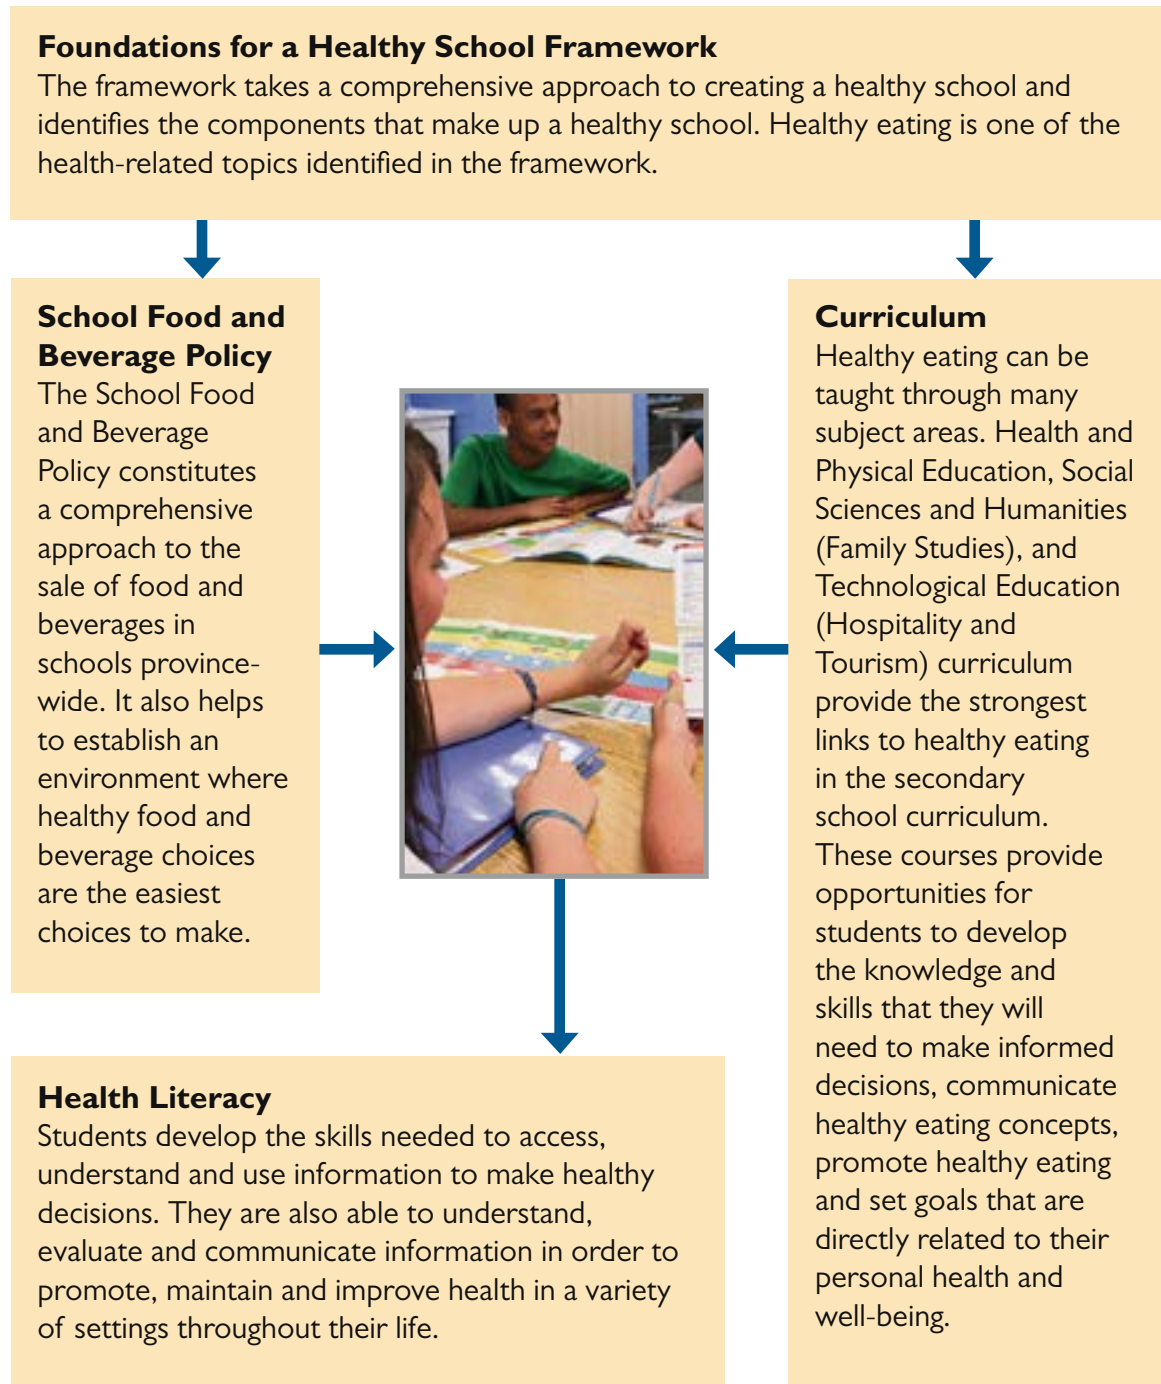 Foundations for a Healthy School Framework
The framework takes a comprehensive approach to creating a healthy school and
identifies the components that make up a healthy school. Healthy eating is one of the
health-related topics identified in the framework.
School Food and
Beverage Policy
The School Food
and Beverage
Policy constitutes
a comprehensive
approach to the
sale of food and
beverages in
schools province-
wide. It also helps
to establish an
environment where
healthy food and
beverage choices
are the easiest
choices to make.
Curriculum
Healthy eating can be
taught through many
subject areas. Health and
Physical Education, Social
Sciences and Humanities
(Family Studies), and
Technological Education
(Hospitality and
Tourism) curriculum
provide the strongest
links to healthy eating
in the secondary
school curriculum.
These courses provide
opportunities for
students to develop
the knowledge and
skills that they will
need to make informed
decisions, communicate
healthy eating concepts,
promote healthy eating
and set goals that are
directly related to their
personal health and
well-being.
Health Literacy
Students develop the skills needed to access,
understand and use information to make healthy
decisions. They are also able to understand,
evaluate and communicate information in order to
promote, maintain and improve health in a variety
of settings throughout their life.